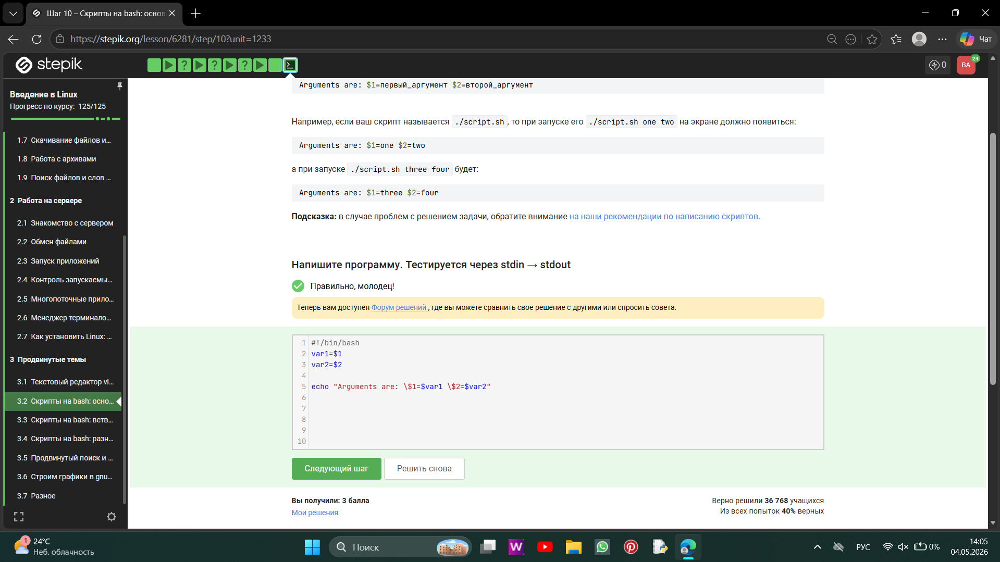 Шаг 10 – Скрипты на bash: основ
https://stepik.org/lesson/6281/step/10?unit=1233
Чат
stepik
0
ВА
24
Введение в Linux
Прогресс по курсу: 125/125
1.7 Скачивание файлов и...
1.8 Работа с архивами
1.9 Поиск файлов и слов ...
2 Работа на сервере
2.1 Знакомство с сервером
2.2 Обмен файлами
2.3 Запуск приложений
2.4 Контроль запускаемы...
2.5 Многопоточные прило...
2.6 Менеджер терминало...
2.7 Как установить Linux: ...
3 Продвинутые темы
3.1 Текстовый редактор vi...
3.2 Скрипты на bash: осно...
3.3 Скрипты на bash: ветв...
3.4 Скрипты на bash: разн...
3.5 Продвинутый поиск и ...
3.6 Строим графики в gnu...
3.7 Разное
Arguments are: $1=первый_аргумент $2=второй_аргумент
Например, если ваш скрипт называется ./script.sh , то при запуске его ./script.sh one two на экране должно появиться:
Arguments are: $1=one $2=two
а при запуске ./script.sh three four будет:
Arguments are: $1=three $2=four
Подсказка: в случае проблем с решением задачи, обратите внимание на наши рекомендации по написанию скриптов.
Напишите программу. Тестируется через stdin → stdout
Правильно, молодец!
Теперь вам доступен Форум решений , где вы можете сравнить свое решение с другими или спросить совета.
1 #!/bin/bash
2 var1=$1
3 var2=$2
4
5 echo "Arguments are: \$1=$var1 \$2=$var2"
6
7
8
9
10
Следующий шаг
Решить снова
Вы получили: 3 балла
Мои решения
Верно решили 36 768 учащихся
Из всех попыток 40% верных
1
24°C
Неб. облачность
Поиск
W
РУС
0%
14:05
04.05.2026